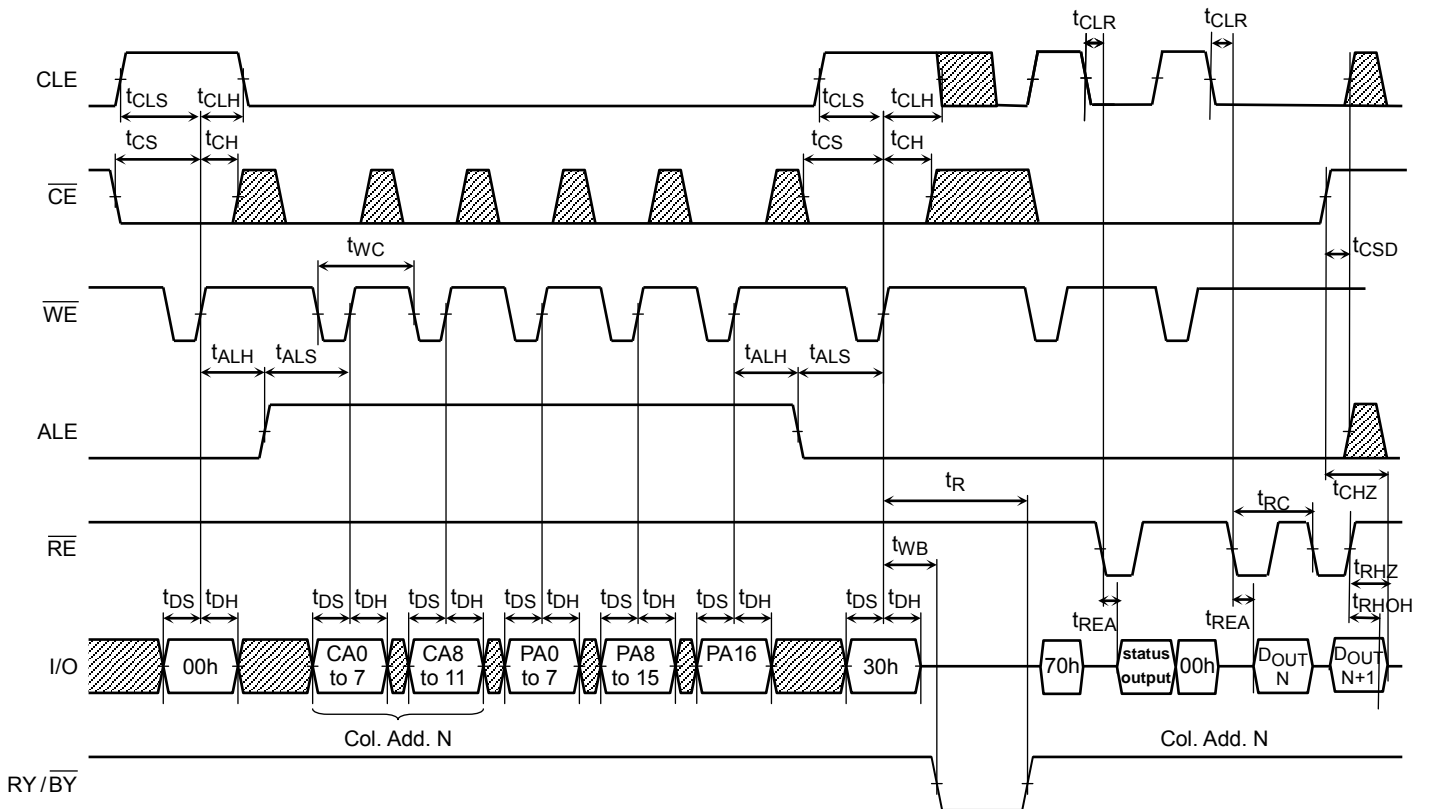 tCLR tCLR
CLE
tCLS tCLH tCLS tCLH
tCS tCH tCS tCH
CE
tWC tCSD
WE
tALH tALS tALH tALS
ALE
tR tCHZ
tRC
RE
tWB
tRHZ
tDS tDH tDS tDH tDS tDH tDS tDH tDS tDH tDS tDH tDS tDH
tREA tREA tRHOH
I/O
00h
CA0
to 7
CA8
to 11
PA0
to 7
PA8
to 15
PA16
30h
70h
status
output
00h
DOUT
N
DOUT
N+1
Col. Add. N Col. Add. N
RY/BY